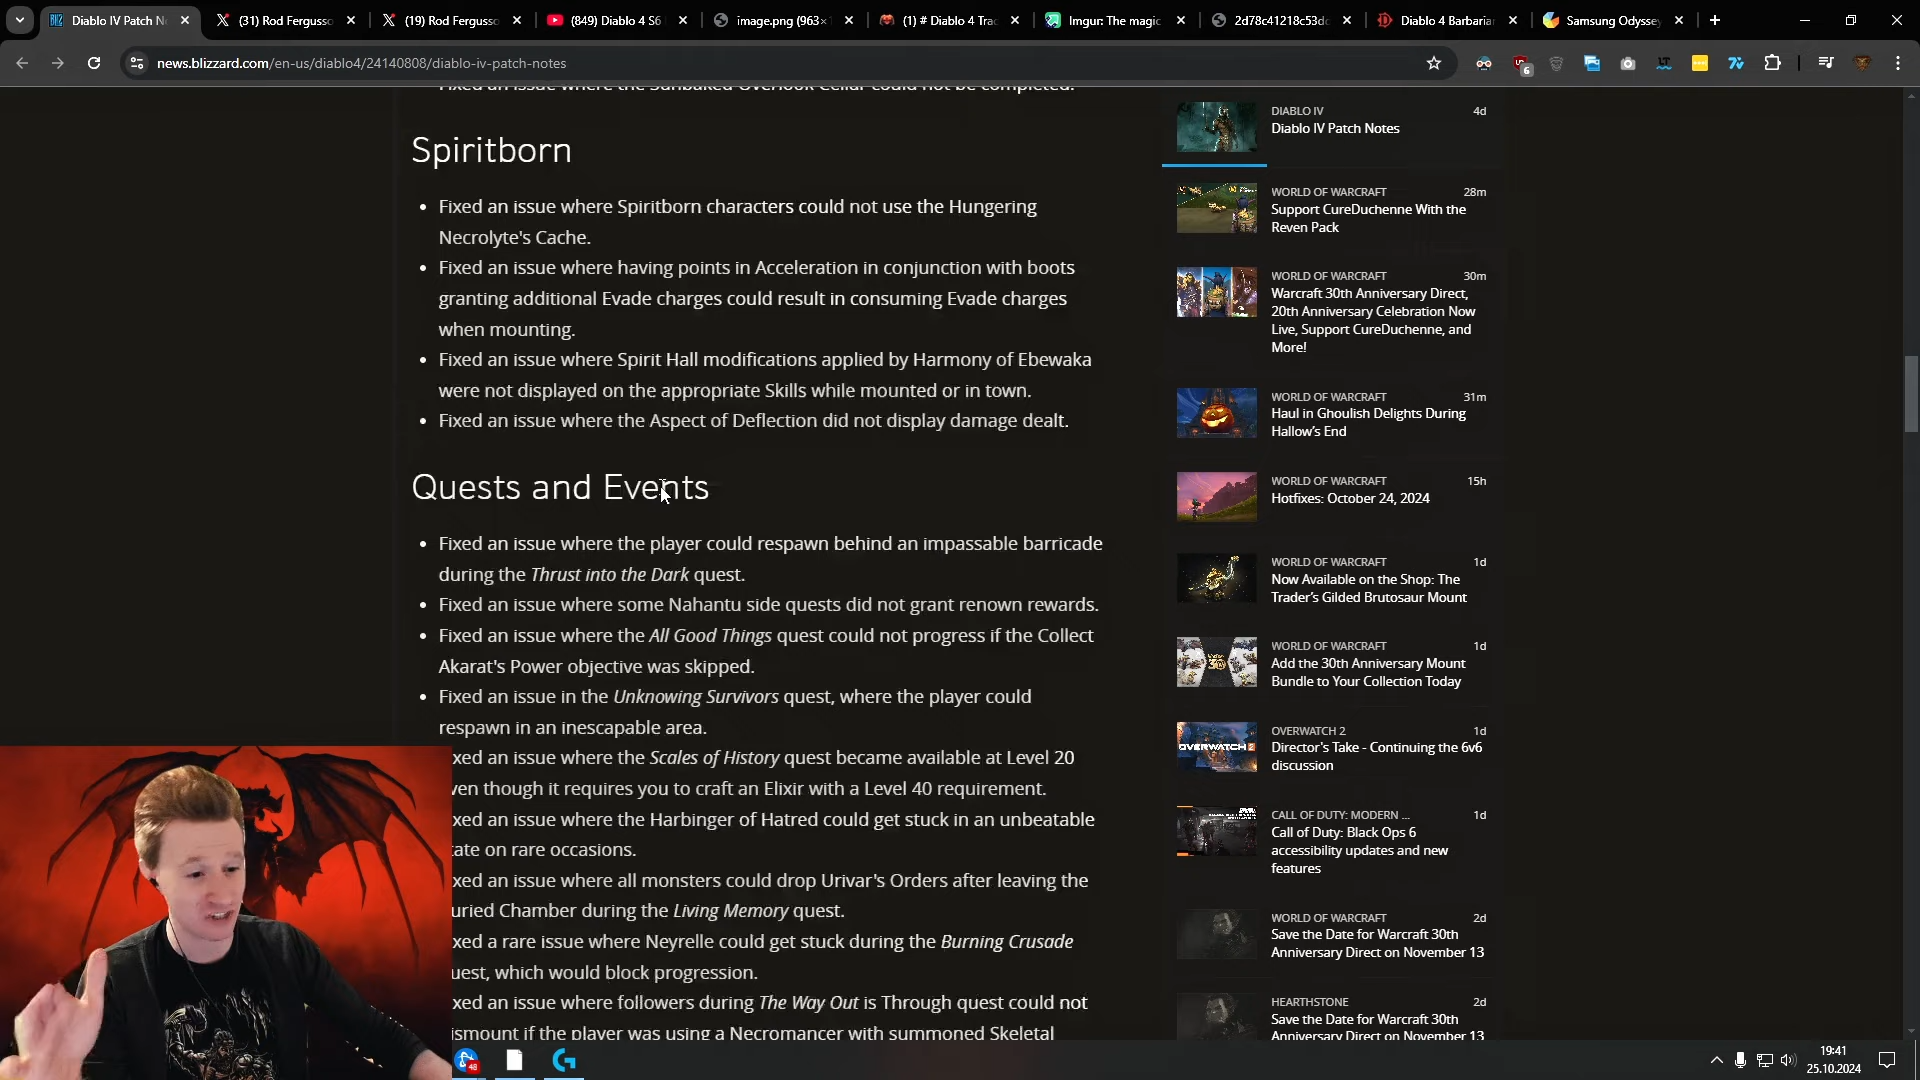 Diablo IV Patch N
(31) Rod Fergusso
(19) Rod Fergusso
(849) Diablo 4 S6
image.png (963×
(1) # Diablo 4 Tra
Imgur: The magic
2d78c41218c53d
Diablo 4 Barbaria
Samsung Odyssey
news.blizzard.com/en-us/diablo4/24140808/diablo-iv-patch-notes
6
Fixed an issue where the Sunbaked Overlook Cellar could not be completed.
Spiritborn
• Fixed an issue where Spiritborn characters could not use the Hungering
Necrolyte's Cache.
• Fixed an issue where having points in Acceleration in conjunction with boots
granting additional Evade charges could result in consuming Evade charges
when mounting.
• Fixed an issue where Spirit Hall modifications applied by Harmony of Ebewaka
were not displayed on the appropriate Skills while mounted or in town.
• Fixed an issue where the Aspect of Deflection did not display damage dealt.
Quests and Events
• Fixed an issue where the player could respawn behind an impassable barricade
during the Thrust into the Dark quest.
• Fixed an issue where some Nahantu side quests did not grant renown rewards.
• Fixed an issue where the All Good Things quest could not progress if the Collect
Akarat's Power objective was skipped.
• Fixed an issue in the Unknowing Survivors quest, where the player could
respawn in an inescapable area.
xed an issue where the Scales of History quest became available at Level 20
ven though it requires you to craft an Elixir with a Level 40 requirement.
xed an issue where the Harbinger of Hatred could get stuck in an unbeatable
tate on rare occasions.
xed an issue where all monsters could drop Urivar's Orders after leaving the
uried Chamber during the Living Memory quest.
xed a rare issue where Neyrelle could get stuck during the Burning Crusade
uest, which would block progression.
xed an issue where followers during The Way Out is Through quest could not
ismount if the player was using a Necromancer with summoned Skeletal
DIABLO IV 4d
Diablo IV Patch Notes
WORLD OF WARCRAFT 28m
Support CureDuchenne With the
Reven Pack
WORLD OF WARCRAFT 30m
Warcraft 30th Anniversary Direct,
20th Anniversary Celebration Now
Live, Support CureDuchenne, and
More!
WORLD OF WARCRAFT 31m
Haul in Ghoulish Delights During
Hallow's End
WORLD OF WARCRAFT 15h
Hotfixes: October 24, 2024
WORLD OF WARCRAFT 1d
Now Available on the Shop: The
Trader's Gilded Brutosaur Mount
WORLD OF WARCRAFT 1d
Add the 30th Anniversary Mount
Bundle to Your Collection Today
OVERWATCH 2 1d
Director's Take - Continuing the 6v6
discussion
OVERWATCH 2
CALL OF DUTY: MODERN ... 1d
Call of Duty: Black Ops 6
accessibility updates and new
features
WORLD OF WARCRAFT 2d
Save the Date for Warcraft 30th
Anniversary Direct on November 13
HEARTHSTONE 2d
Save the Date for Warcraft 30th
Anniversary Direct on November 13
48
19:41
25.10.2024